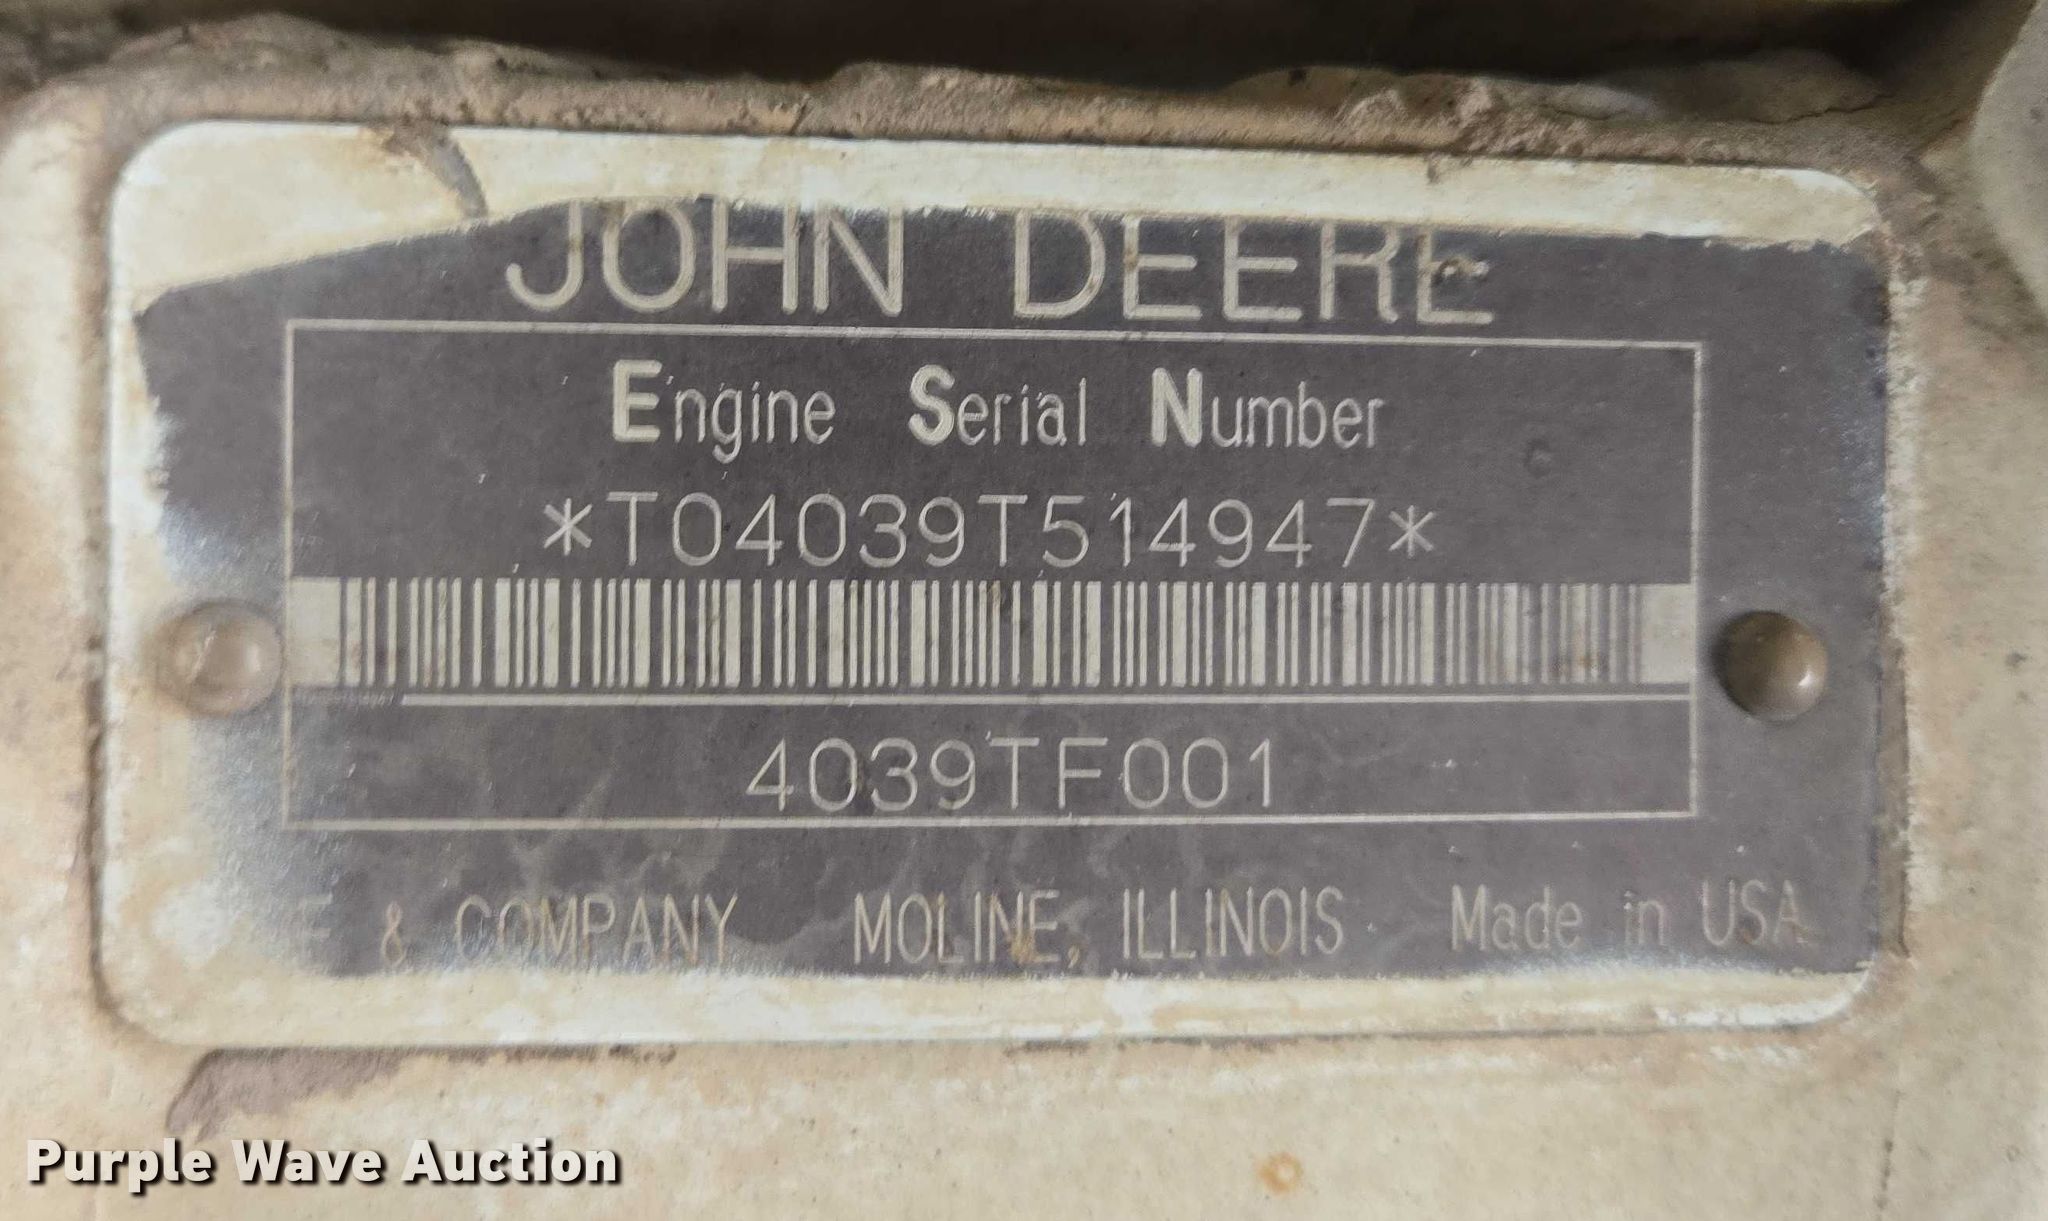 JOHN DEERE
Engine Serial Number
*T04039T514947*
4039TF001
& COMPANY MOLINE, ILLINOIS Made in USA
Purple Wave Auction